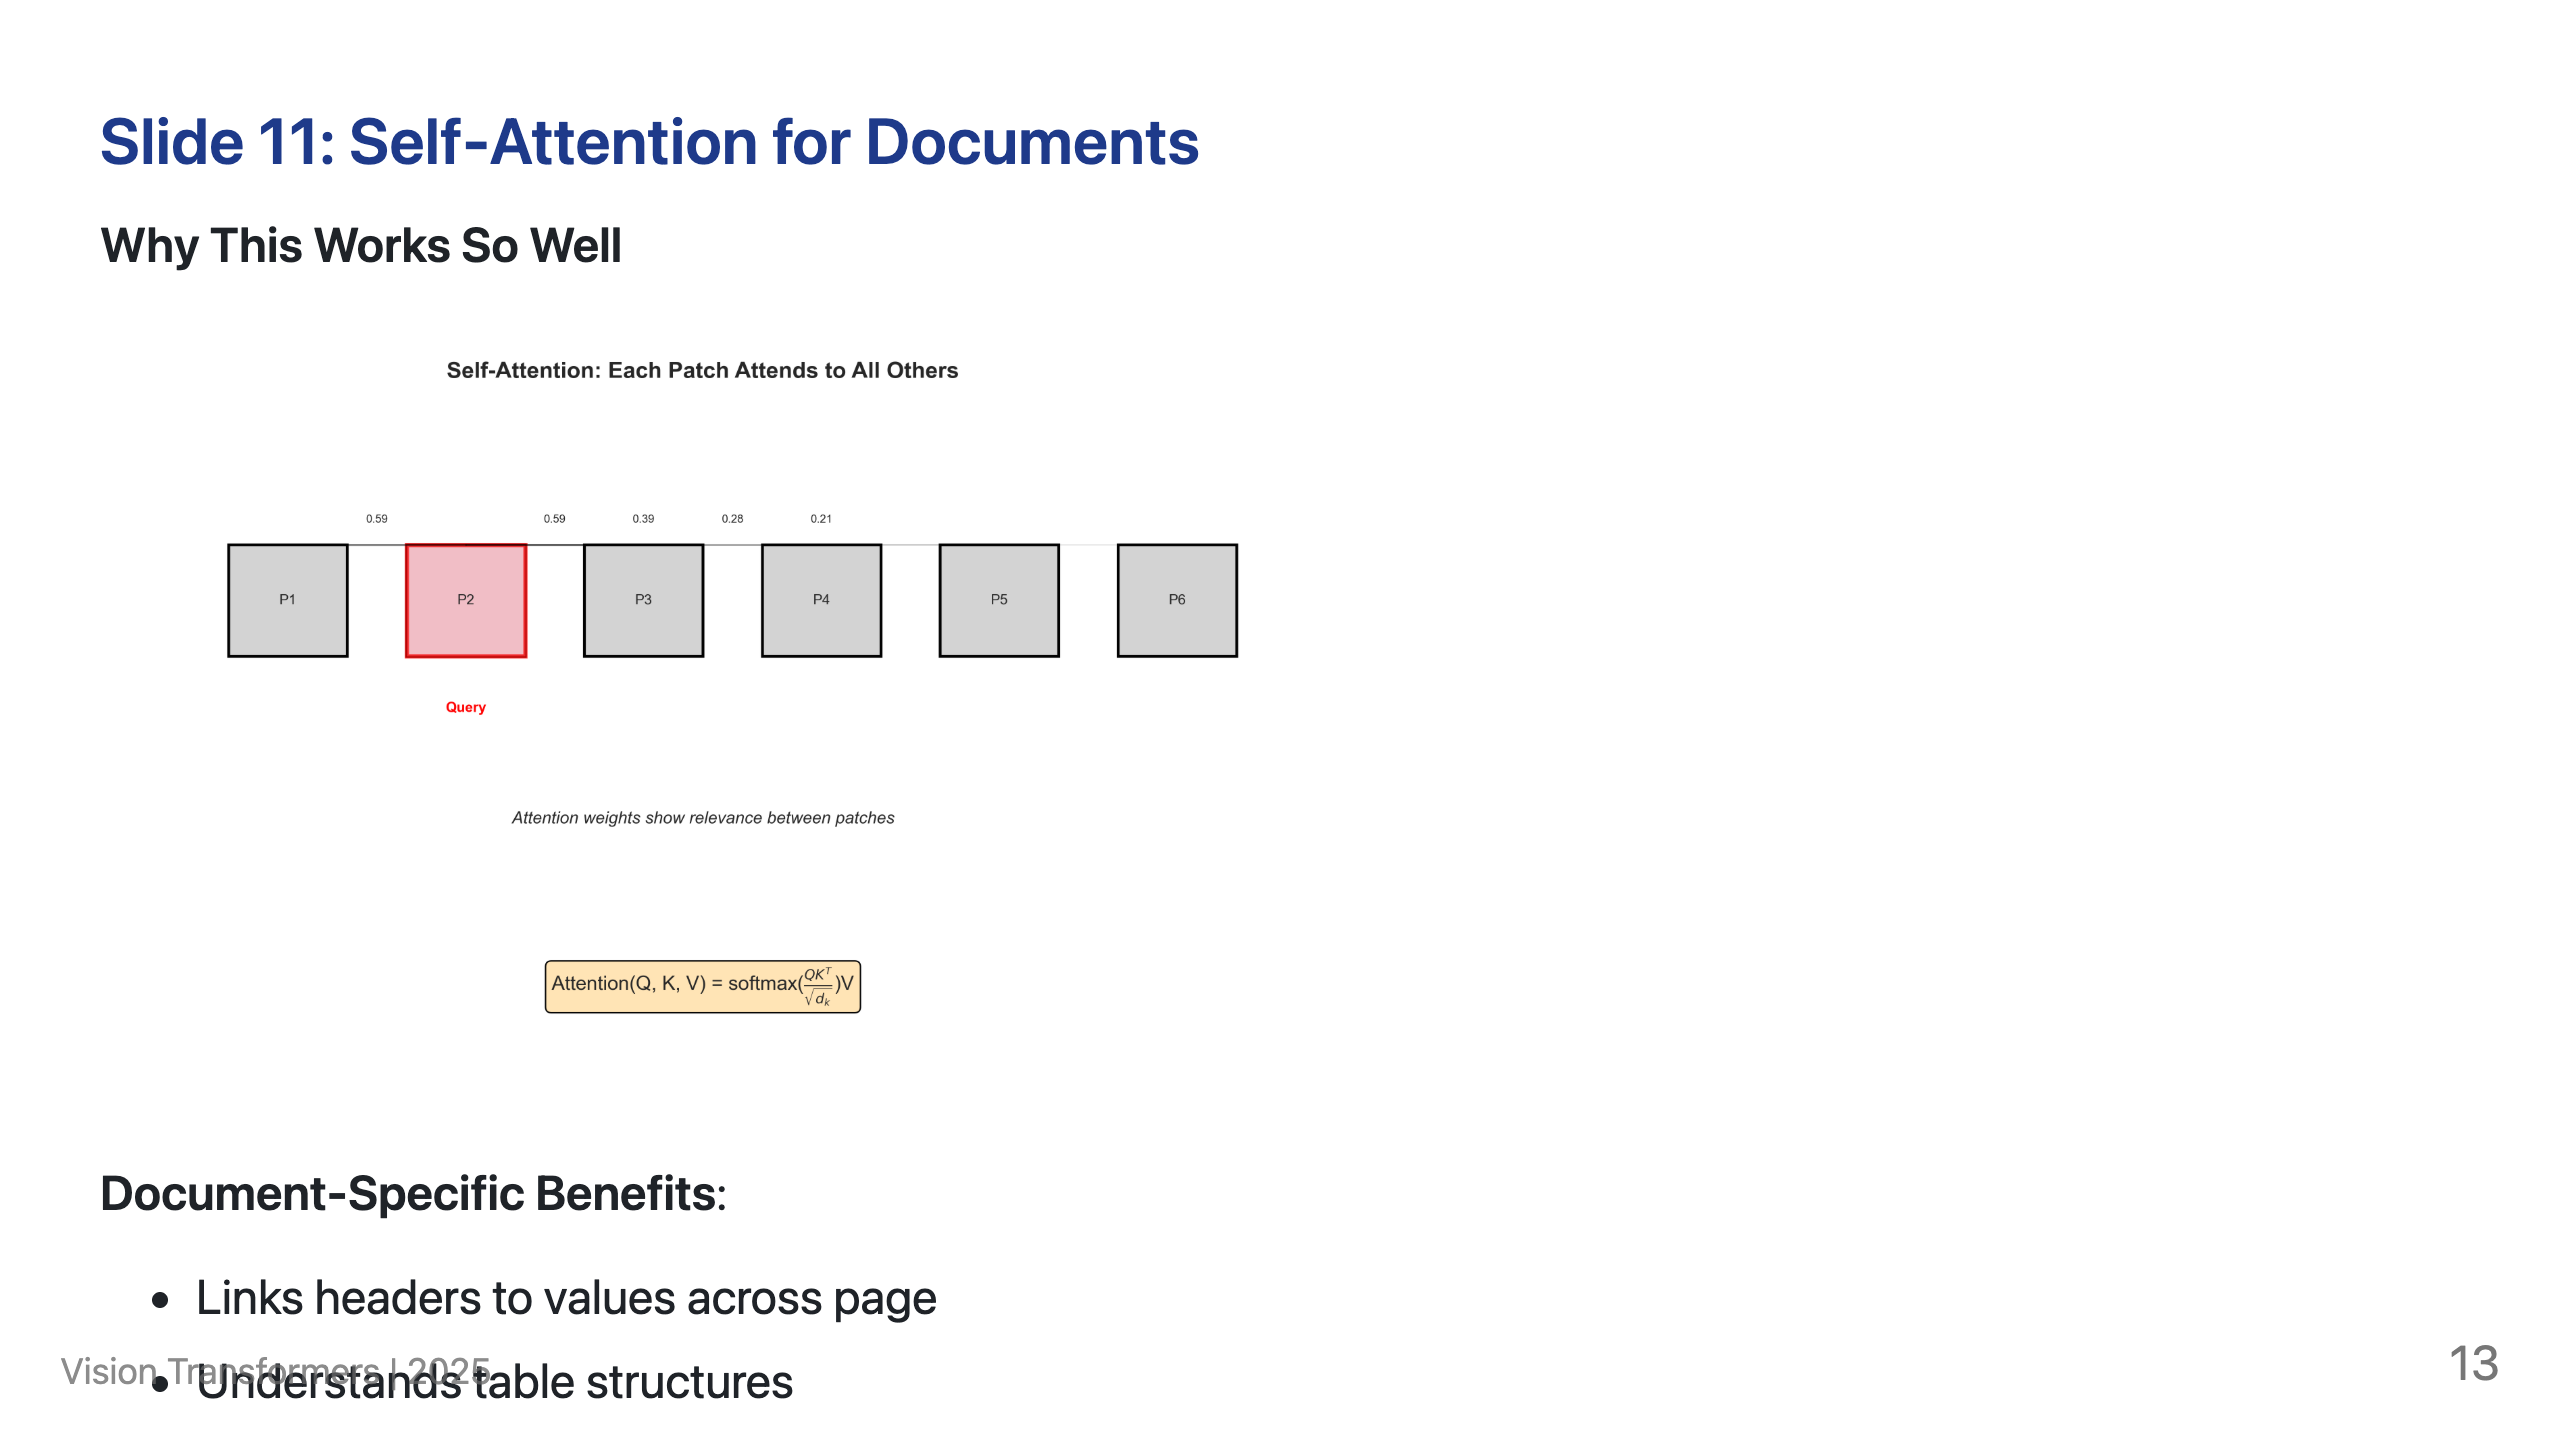 Slide 11: Self-Attention for Documents
Why This Works So Well
Self-Attention: Each Patch Attends to All Others
0.59 0.59 0.39 0.28 0.21
P1 P2 P3 P4 P5 P6
Query
Attention weights show relevance between patches
Attention(Q, K, V) = softmax(QK^T/√d_k)V
Document-Specific Benefits:
• Links headers to values across page
• Understands table structures
Vision Transformers | 2025
13